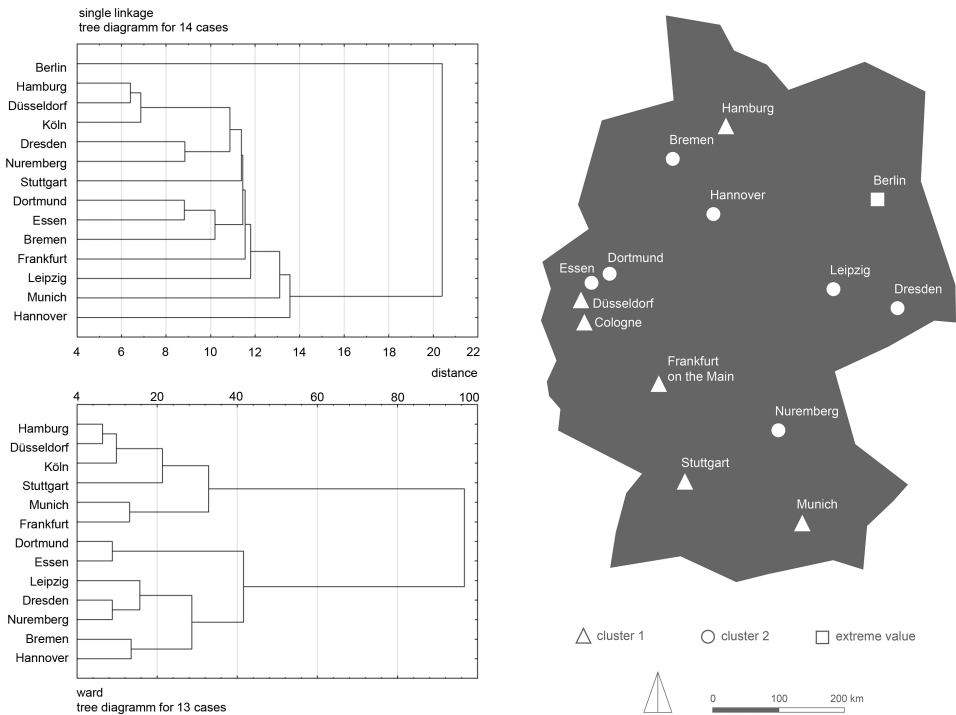 single linkage
tree diagramm for 14 cases
Berlin
Hamburg
Düsseldorf
Köln
Dresden
Nuremberg
Stuttgart
Dortmund
Essen
Bremen
Frankfurt
Leipzig
Munich
Hannover
4 6 8 10 12 14 16 18 20 22
distance
4 20 40 60 80 100
Hamburg
Düsseldorf
Köln
Stuttgart
Munich
Frankfurt
Dortmund
Essen
Leipzig
Dresden
Nuremberg
Bremen
Hannover
ward
tree diagramm for 13 cases
Hamburg
Bremen
Berlin
Hannover
Dortmund
Essen
Leipzig
Dresden
Düsseldorf
Cologne
Frankfurt
on the Main
Nuremberg
Stuttgart
Munich
cluster 1 cluster 2 extreme value
0 100 200 km